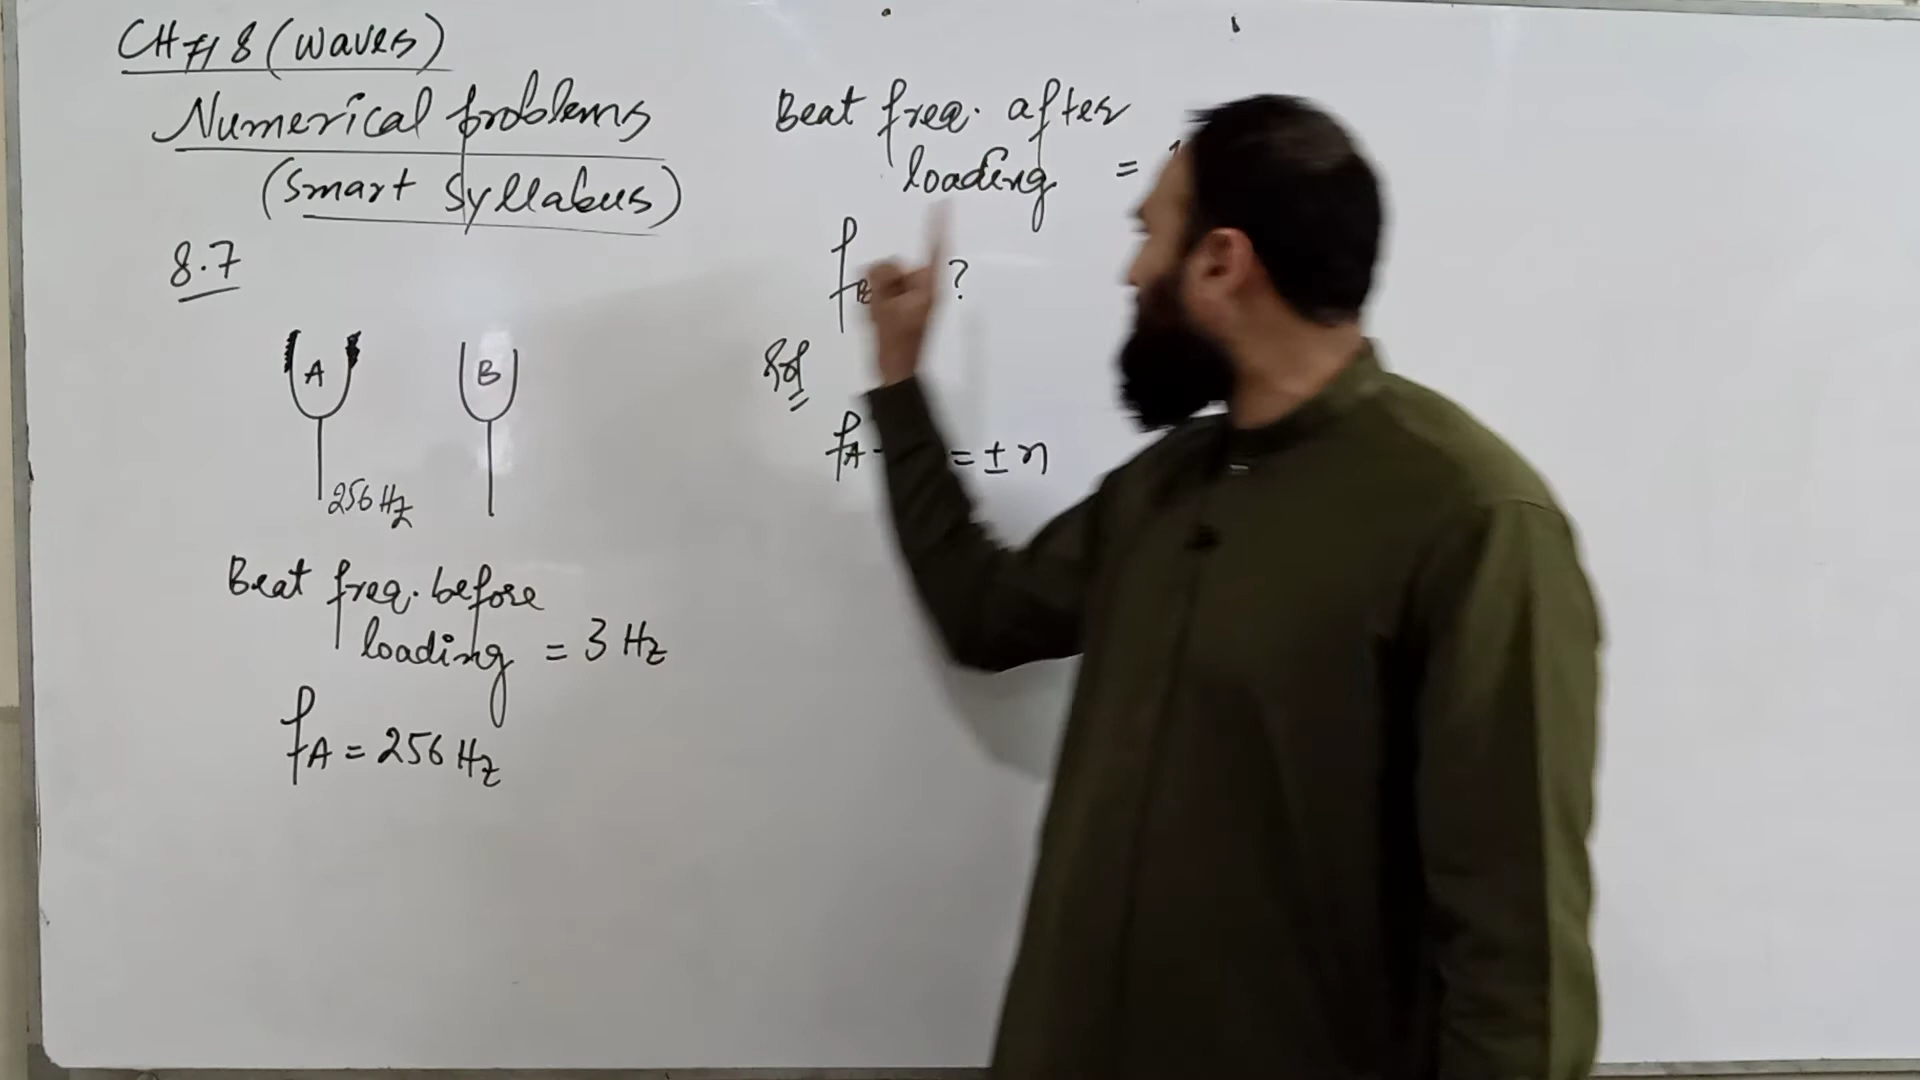 CH#8 (Waves)
Numerical problems
(Smart Syllabus)
8.7
A
B
256 Hz
Beat freq. before
loading = 3 Hz
fA = 256 Hz
Beat freq. after
loading =
f ?
Sol
fA - = ± n